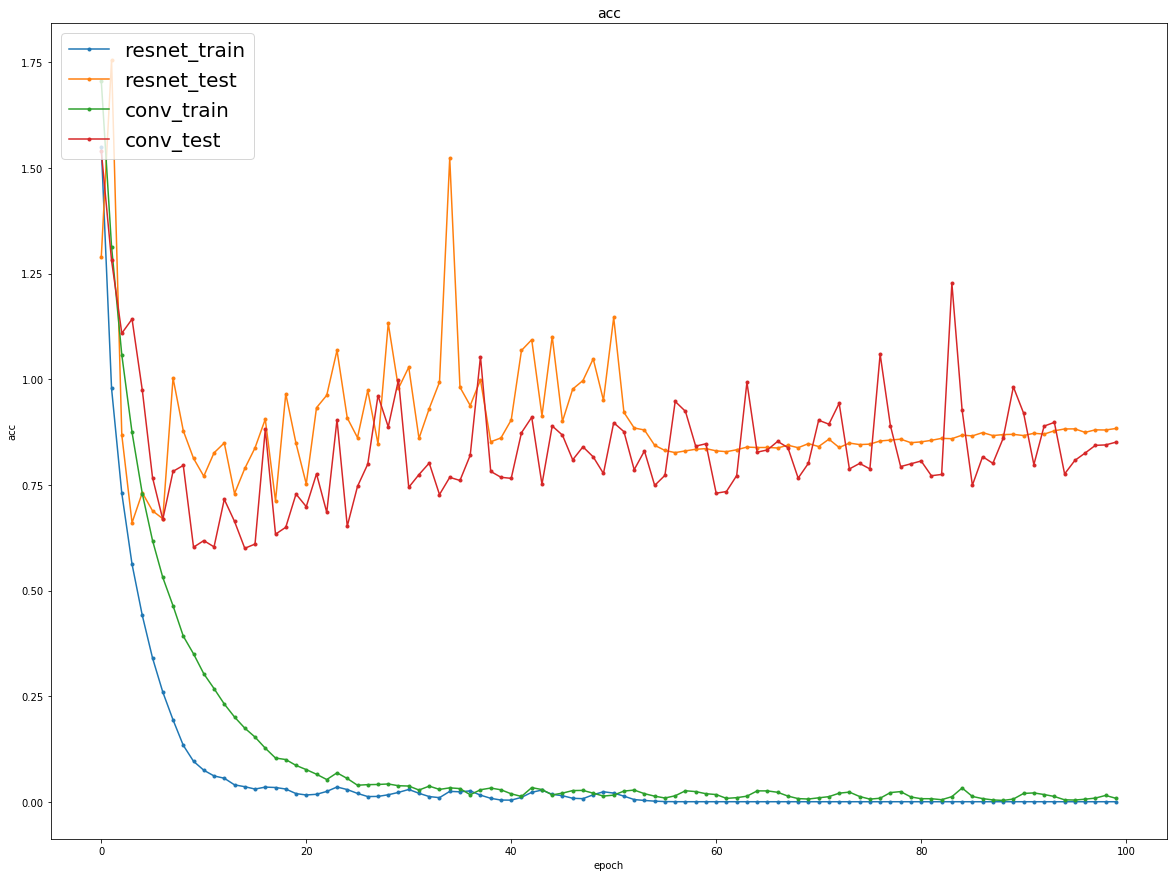 acc
resnet_train
resnet_test
conv_train
conv_test
1.75
1.50
1.25
1.00
0.75
0.50
0.25
0.00
acc
0 20 40 60 80 100
epoch